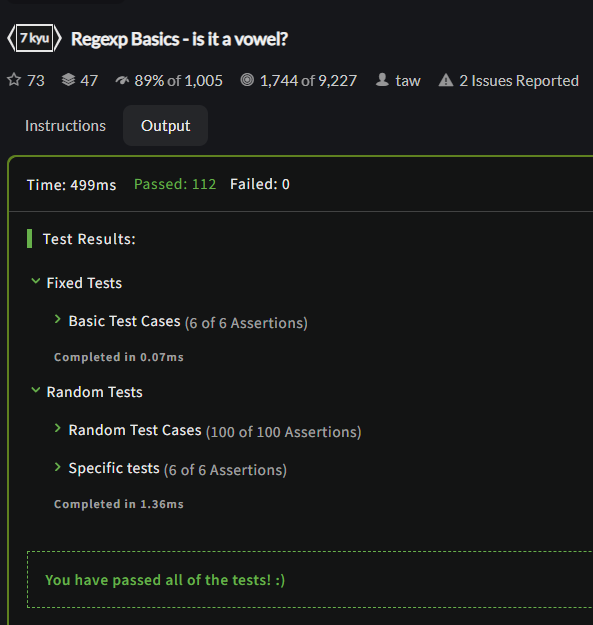 7 kyu Regexp Basics - is it a vowel?
73 47 89% of 1,005 1,744 of 9,227 taw 2 Issues Reported
Instructions Output
Time: 499ms Passed: 112 Failed: 0
Test Results:
Fixed Tests
Basic Test Cases (6 of 6 Assertions)
Completed in 0.07ms
Random Tests
Random Test Cases (100 of 100 Assertions)
Specific tests (6 of 6 Assertions)
Completed in 1.36ms
You have passed all of the tests! :)